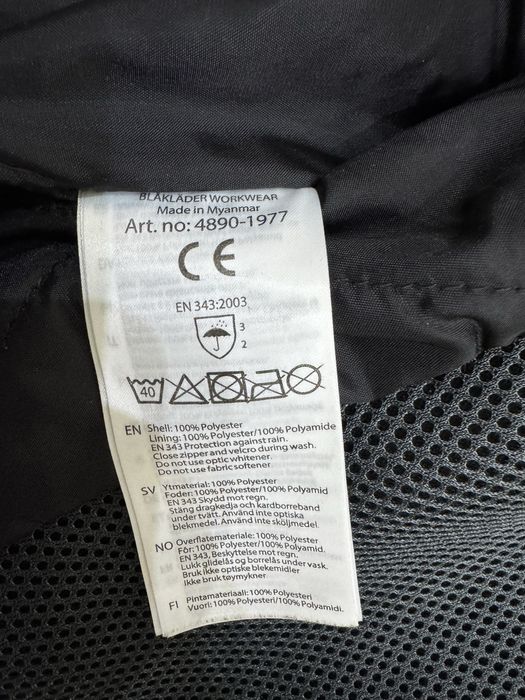 BLÅKLÄDER WORKWEAR
Made in Myanmar
Art. no: 4890-1977
CE
EN 343:2003
3
2
40
EN Shell: 100% Polyester
Lining: 100% Polyester/100% Polyamide
EN 343 Protection against rain.
Close zipper and velcro during wash.
Do not use optic whitener.
Do not use fabric softener.
SV Ytmaterial: 100% Polyester
Foder: 100% Polyester/100% Polyamid
EN 343 Skydd mot regn.
Stäng dragkedja och kardborreband
under tvätt. Använd inte optiska
blekmedel. Använd inte sköljmedel.
NO Overflatemateriale: 100% Polyester
Fôr: 100% Polyester/100% Polyamid.
EN 343, Beskyttelse mot regn.
Lukk glidelås og borrelås under vask.
Bruk ikke optiske blekemidler
Ikke bruk tøymykner.
FI Pintamateriaali: 100% Polyesteri
Vuori: 100% Polyesteri/100% Polyamidi.